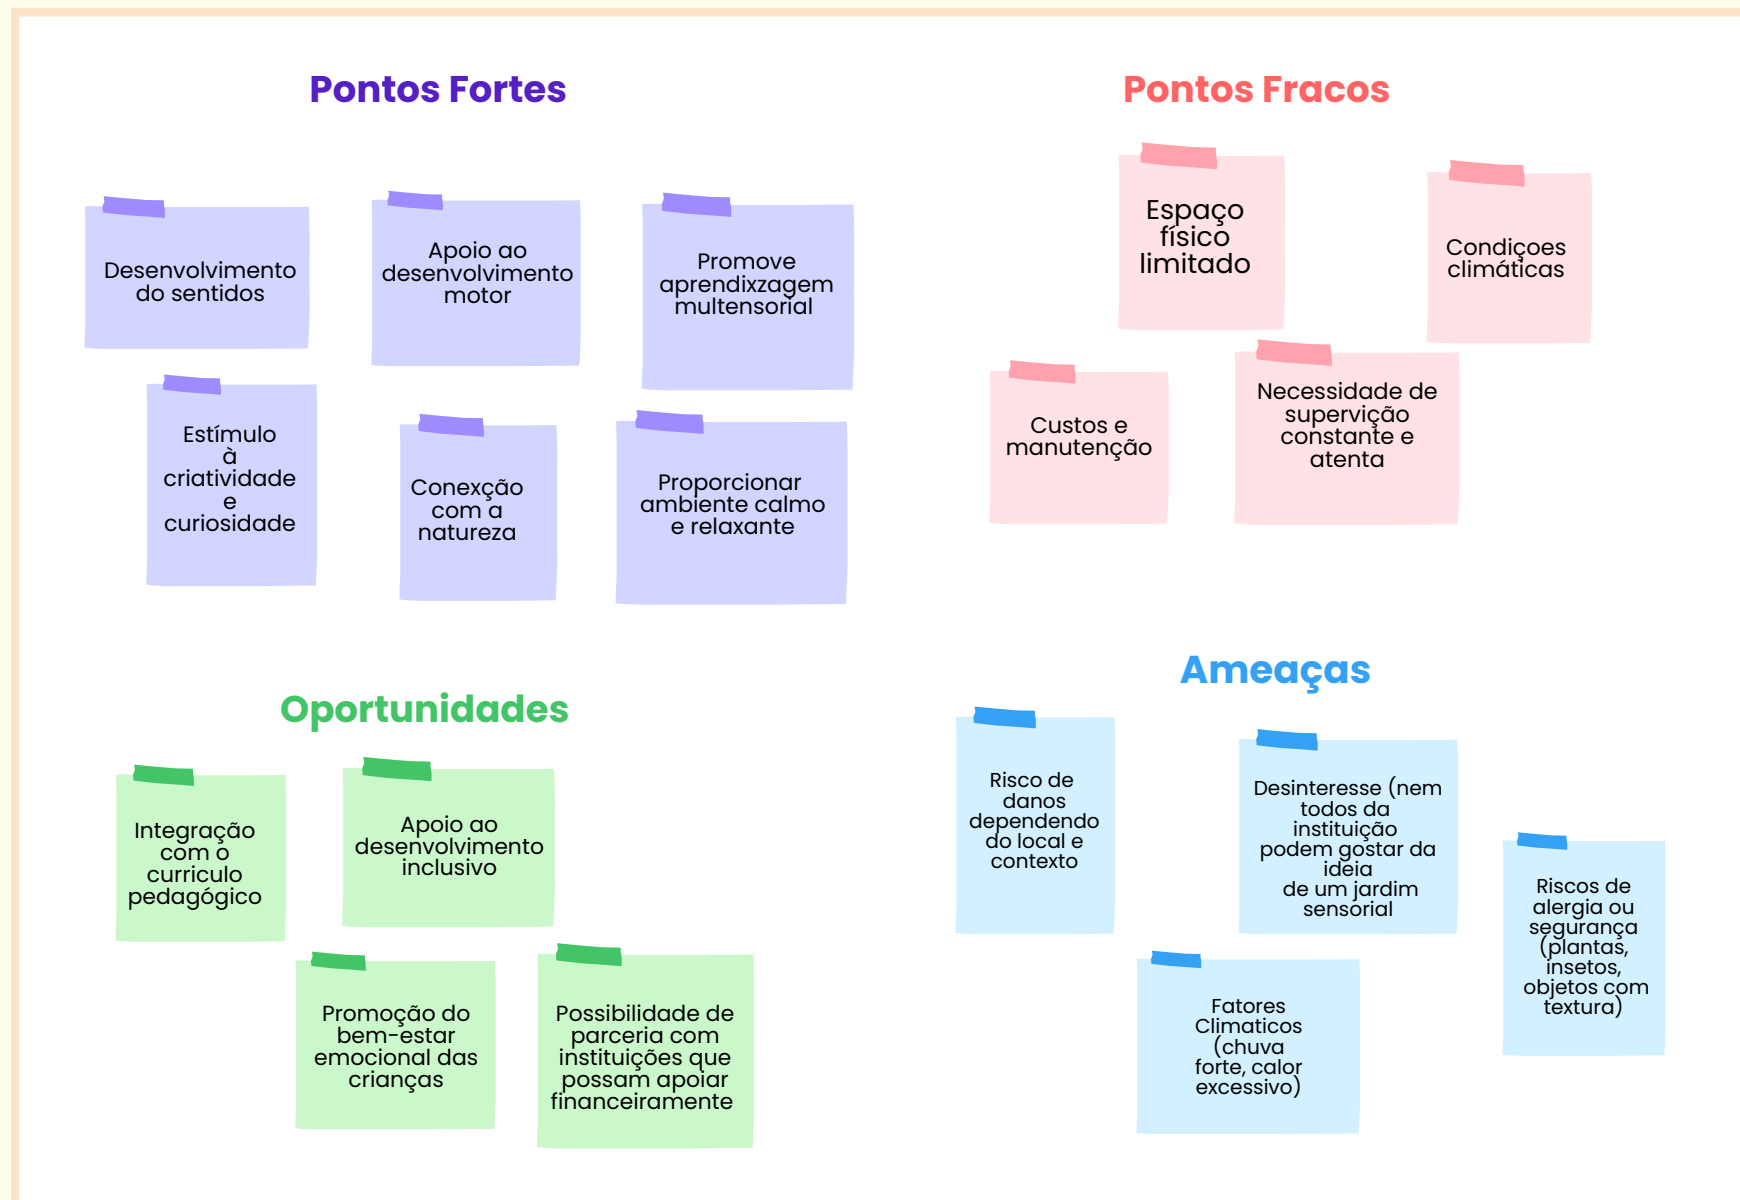 Pontos Fortes
Desenvolvimento
do sentidos
Apoio ao
desenvolvimento
motor
Promove
aprendixzagem
multensorial
Estímulo
à
criatividade
e
curiosidade
Conexção
com a
natureza
Proporcionar
ambiente calmo
e relaxante
Pontos Fracos
Espaço
físico
limitado
Condiçoes
climáticas
Custos e
manutenção
Necessidade de
supervição
constante e
atenta
Oportunidades
Integração
com o
curriculo
pedagógico
Apoio ao
desenvolvimento
inclusivo
Promoção do
bem-estar
emocional das
crianças
Possibilidade de
parceria com
instituições que
possam apoiar
financeiramente
Ameaças
Risco de
danos
dependendo
do local e
contexto
Desinteresse (nem
todos da
instituição
podem gostar da
ideia
de um jardim
sensorial
Riscos de
alergia ou
segurança
(plantas,
insetos,
objetos com
textura)
Fatores
Climaticos
(chuva
forte, calor
excessivo)